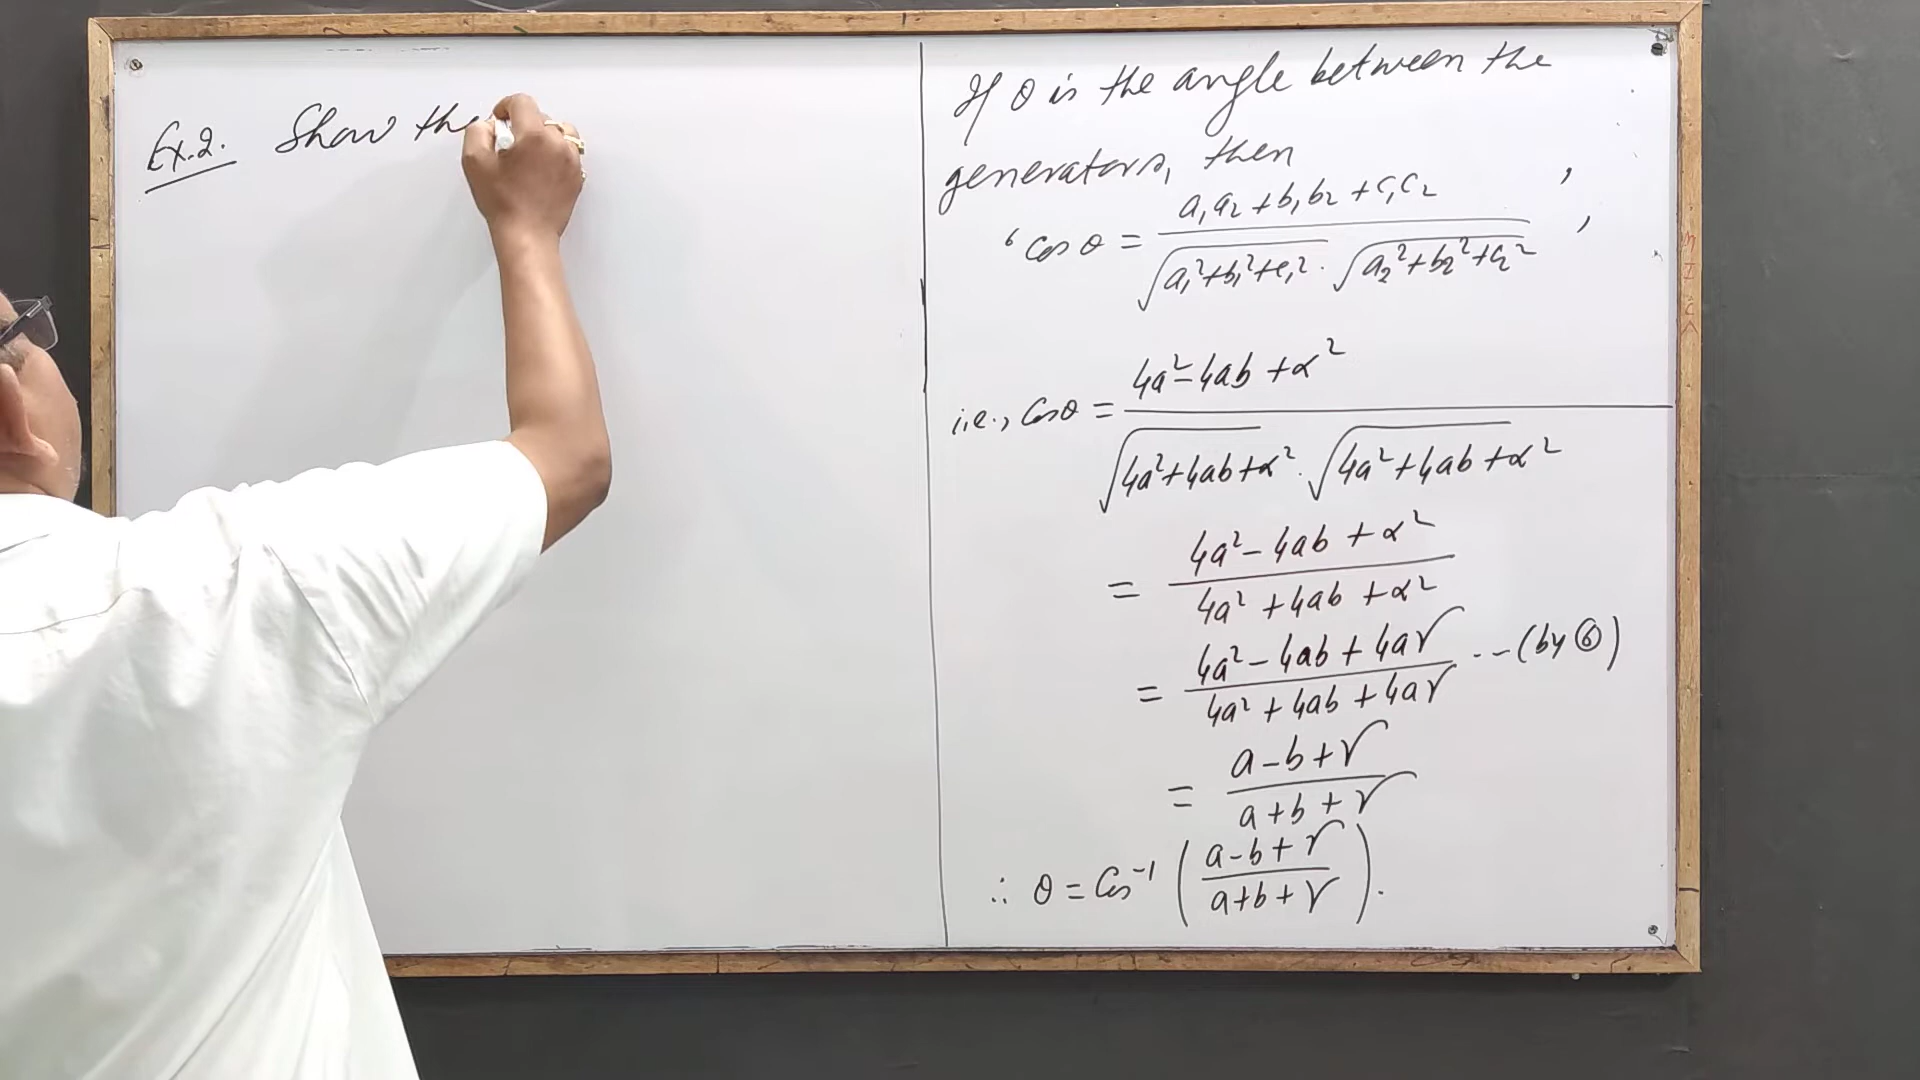 Ex.2. Show the
If θ is the angle between the
generators, then
cos θ = (a₁a₂ + b₁b₂ + c₁c₂) / (√(a₁² + b₁² + c₁²) · √(a₂² + b₂² + c₂²)) ,
i.e., cos θ = (4a² - 4ab + α²) / (√(4a² + 4ab + α²) · √(4a² + 4ab + α²))
= (4a² - 4ab + α²) / (4a² + 4ab + α²)
= (4a² - 4ab + 4aγ) / (4a² + 4ab + 4aγ) --- (by ⑥)
= (a - b + γ) / (a + b + γ)
∴ θ = Cos⁻¹ ((a - b + γ) / (a + b + γ)).